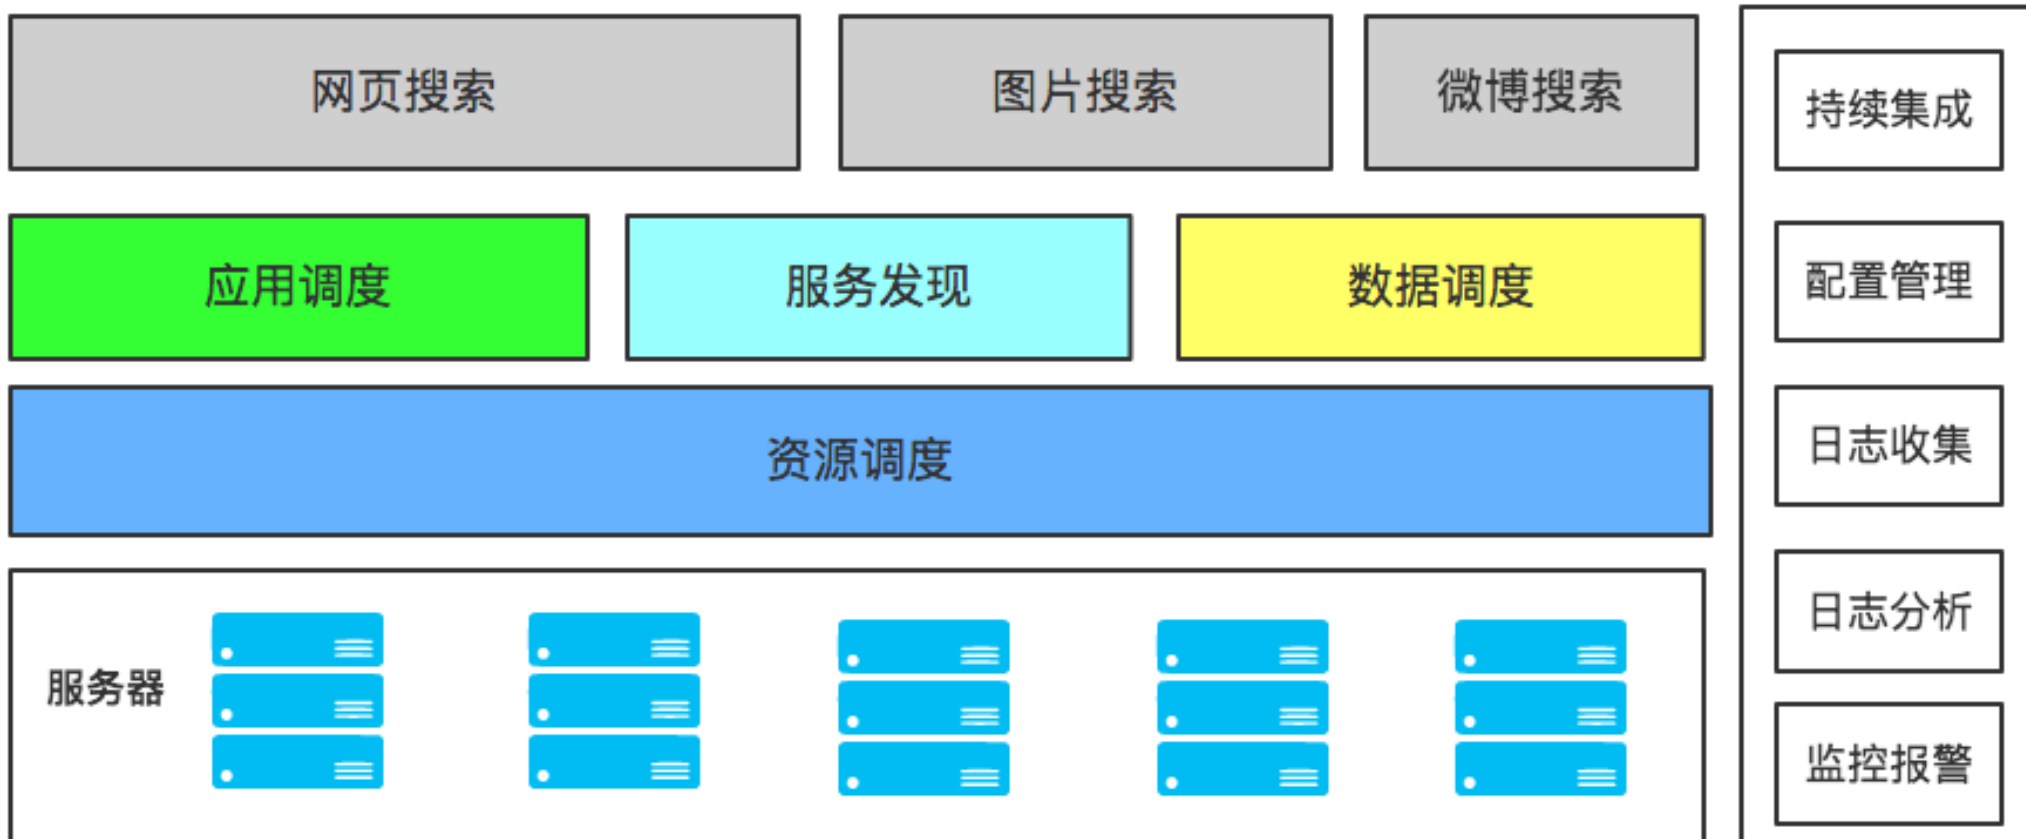 网页搜索
图片搜索
微博搜索
应用调度
服务发现
数据调度
资源调度
服务器
持续集成
配置管理
日志收集
日志分析
监控报警